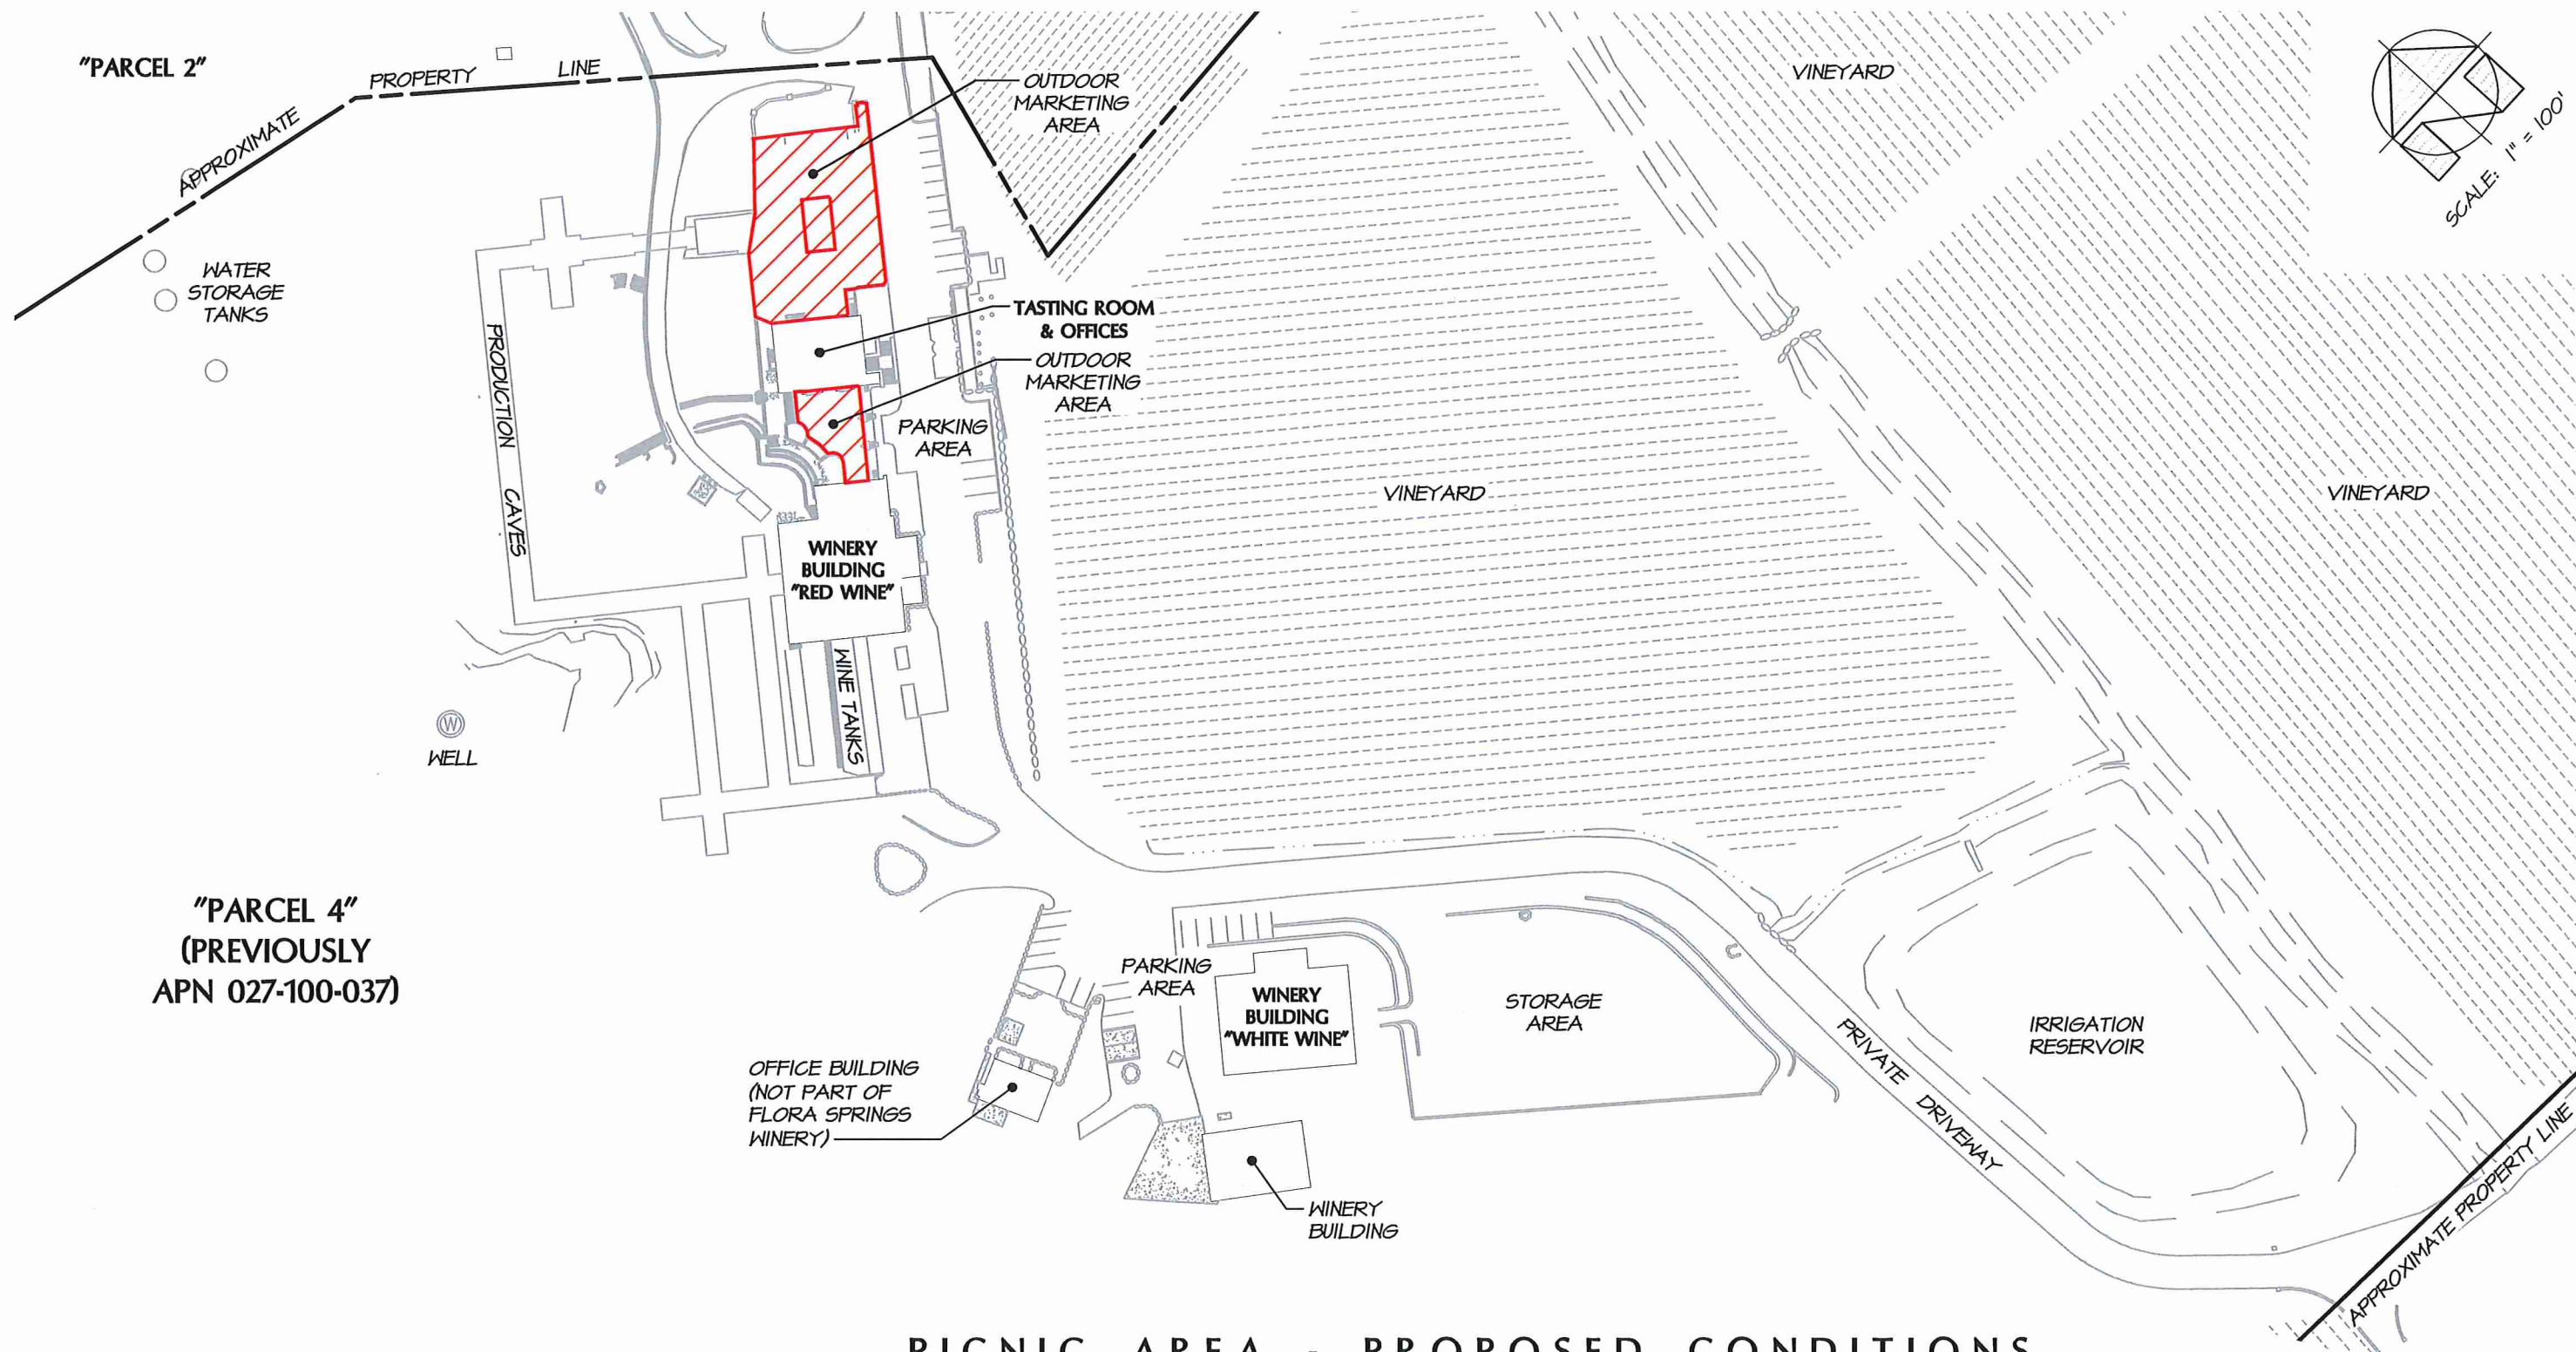 "PARCEL 2"
APPROXIMATE PROPERTY LINE
OUTDOOR
MARKETING
AREA
VINEYARD
SCALE: 1" = 100'
WATER
STORAGE
TANKS
PRODUCTION CAVES
TASTING ROOM
& OFFICES
OUTDOOR
MARKETING
AREA
PARKING
AREA
VINEYARD
VINEYARD
WINERY
BUILDING
"RED WINE"
WINE TANKS
W
WELL
"PARCEL 4"
(PREVIOUSLY
APN 027-100-037)
PARKING
AREA
WINERY
BUILDING
"WHITE WINE"
STORAGE
AREA
PRIVATE DRIVEWAY
IRRIGATION
RESERVOIR
OFFICE BUILDING
(NOT PART OF
FLORA SPRINGS
WINERY)
WINERY
BUILDING
APPROXIMATE PROPERTY LINE
PICNIC AREA - PROPOSED CONDITIONS